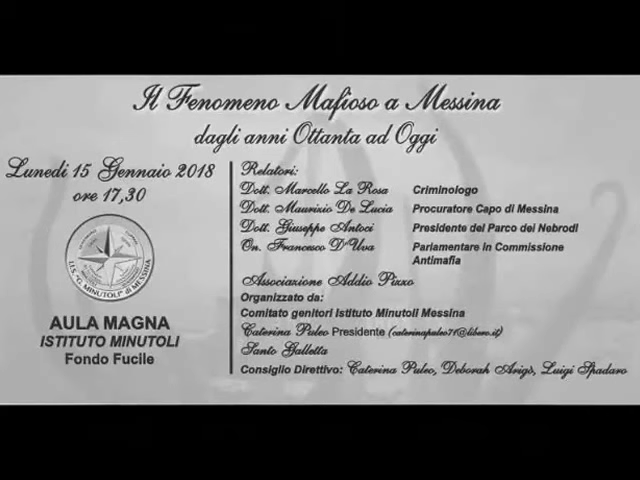 Il Fenomeno Mafioso a Messina
dagli anni Ottanta ad Oggi
Lunedi 15 Gennaio 2018
ore 17,30
I.I.S. "G. MINUTOLI" di MESSINA
AULA MAGNA
ISTITUTO MINUTOLI
Fondo Fucile
Relatori:
Dott. Marcello La Rosa Criminologo
Dott. Maurizio De Lucia Procuratore Capo di Messina
Dott. Giuseppe Antoci Presidente del Parco dei Nebrodi
On. Francesco D'Uva Parlamentare in Commissione
Antimafia
Associazione Addio Pizzo
Organizzato da:
Comitato genitori Istituto Minutoli Messina
Caterina Puleo Presidente (caterinapuleo71@libero.it)
Santo Galletta
Consiglio Direttivo: Caterina Puleo, Deborah Arigò, Luigi Spadaro